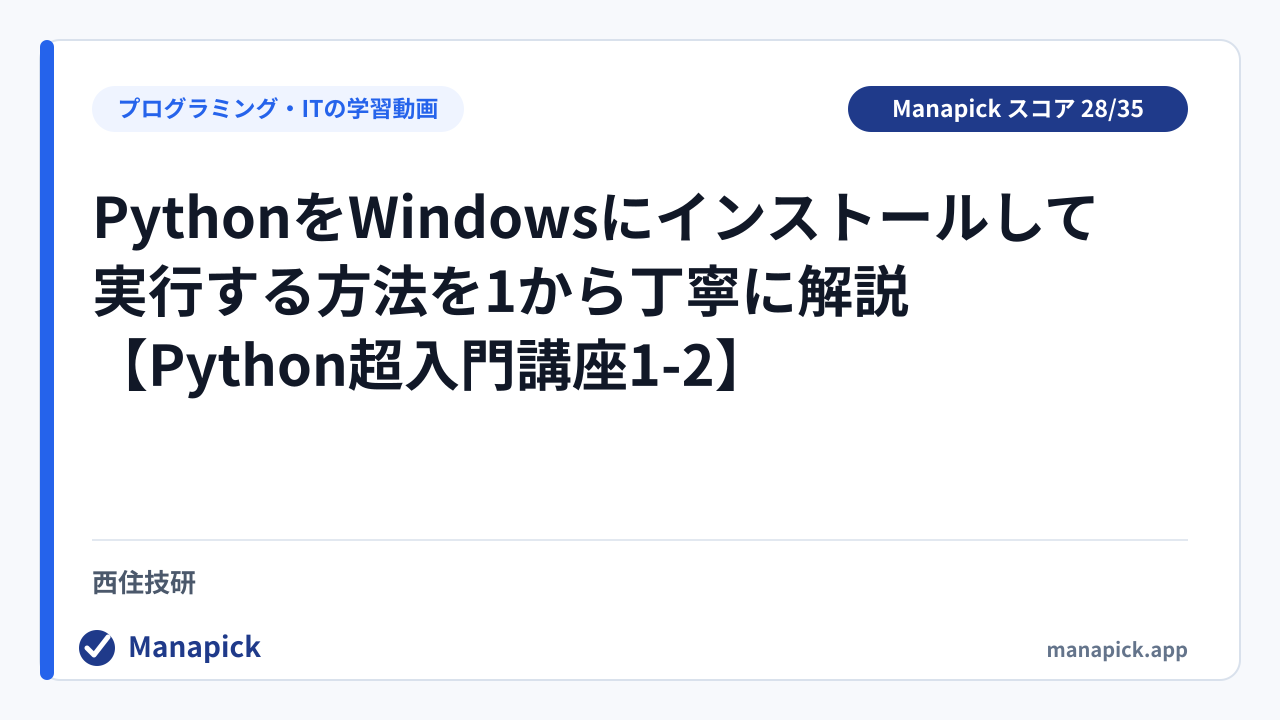 プログラミング・ITの学習動画
Manapick スコア 28/35
PythonをWindowsにインストールして
実行する方法を1から丁寧に解説
【Python超入門講座1-2】
西住技研
Manapick
manapick.app